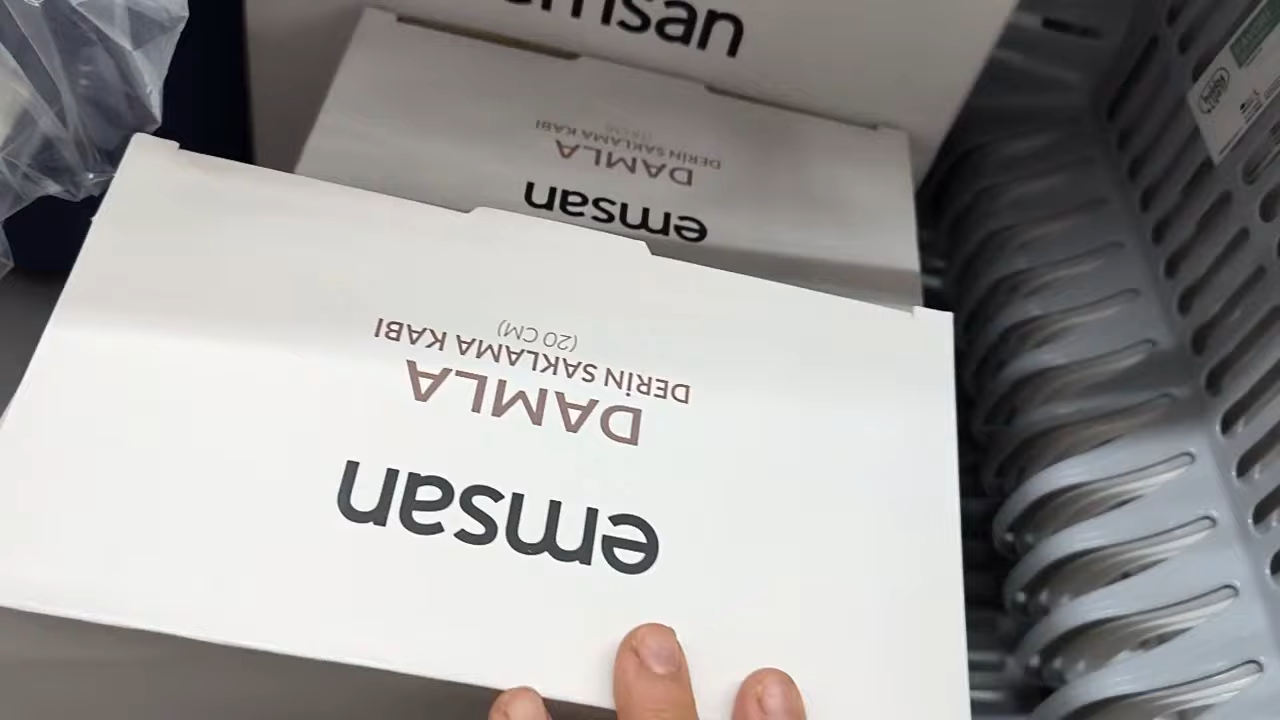 emsan
DAMLA
DERİN SAKLAMA KABI
(20 CM)
emsan
DAMLA
DERİN SAKLAMA KABI
emsan